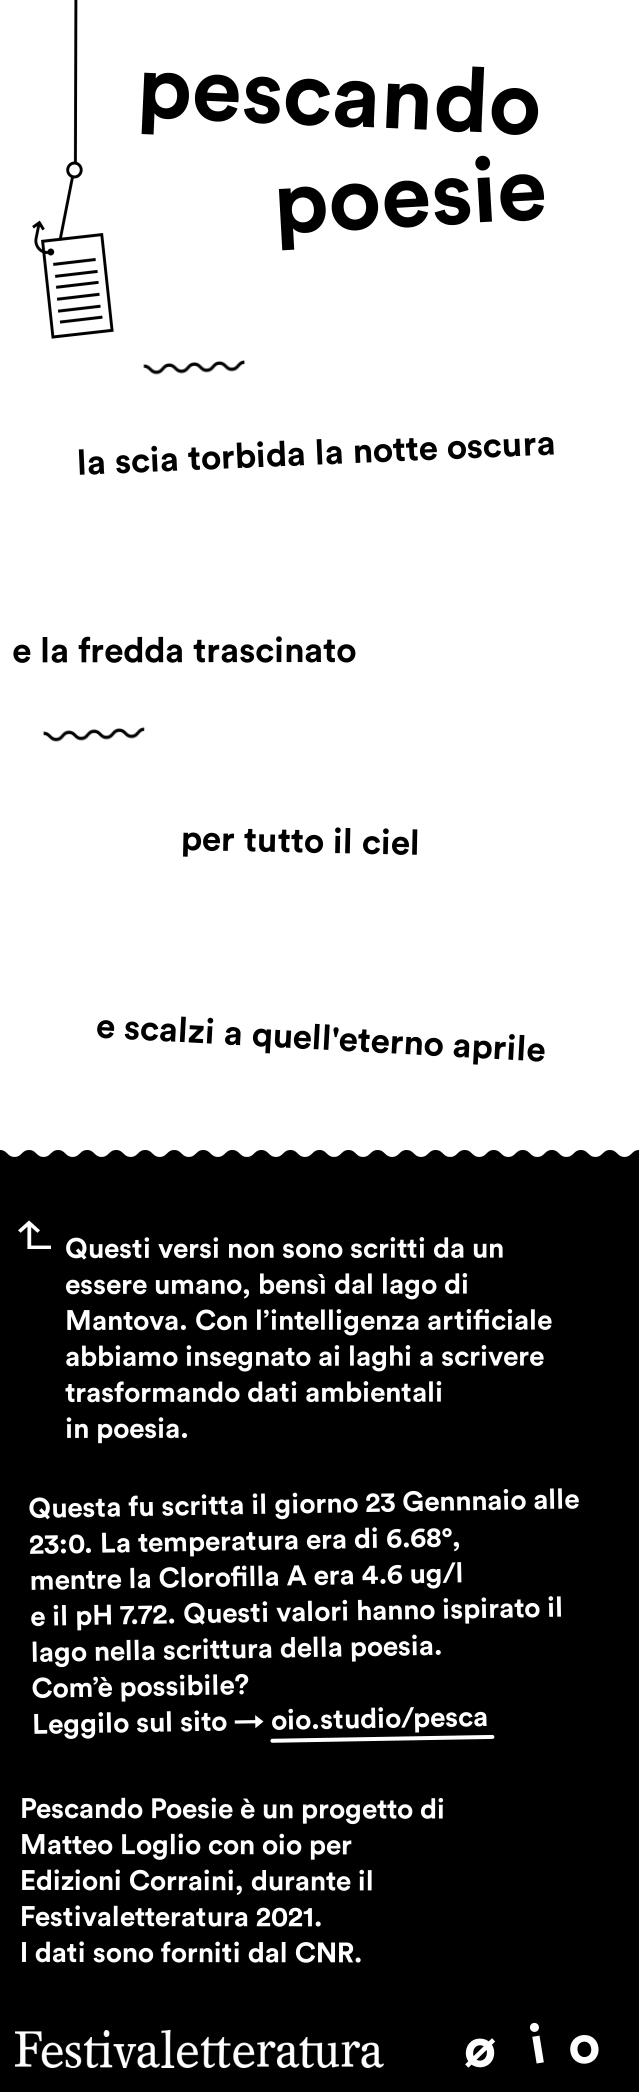 pescando
poesie
la scia torbida la notte oscura
e la fredda trascinato
per tutto il ciel
e scalzi a quell'eterno aprile
Questi versi non sono scritti da un
essere umano, bensì dal lago di
Mantova. Con l’intelligenza artificiale
abbiamo insegnato ai laghi a scrivere
trasformando dati ambientali
in poesia.
Questa fu scritta il giorno 23 Gennnaio alle
23:0. La temperatura era di 6.68°,
mentre la Clorofilla A era 4.6 ug/l
e il pH 7.72. Questi valori hanno ispirato il
lago nella scrittura della poesia.
Com’è possibile?
Leggilo sul sito → oio.studio/pesca
Pescando Poesie è un progetto di
Matteo Loglio con oio per
Edizioni Corraini, durante il
Festivaletteratura 2021.
I dati sono forniti dal CNR.
Festivaletteratura ø i o